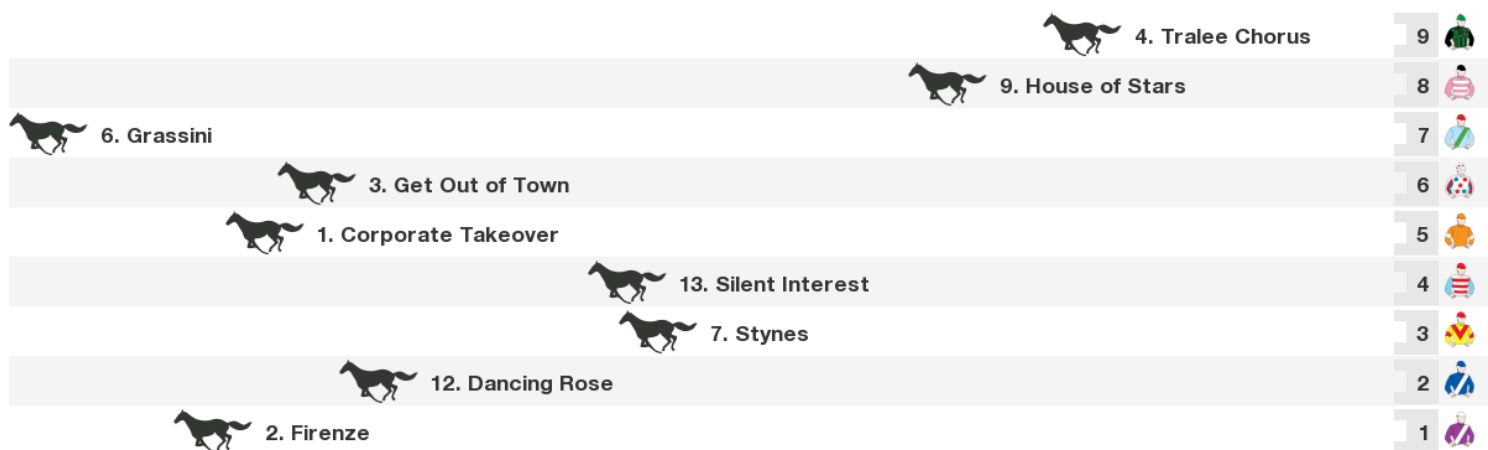 4. Tralee Chorus 9
9. House of Stars 8
6. Grassini 7
3. Get Out of Town 6
1. Corporate Takeover 5
13. Silent Interest 4
7. Stynes 3
12. Dancing Rose 2
2. Firenze 1